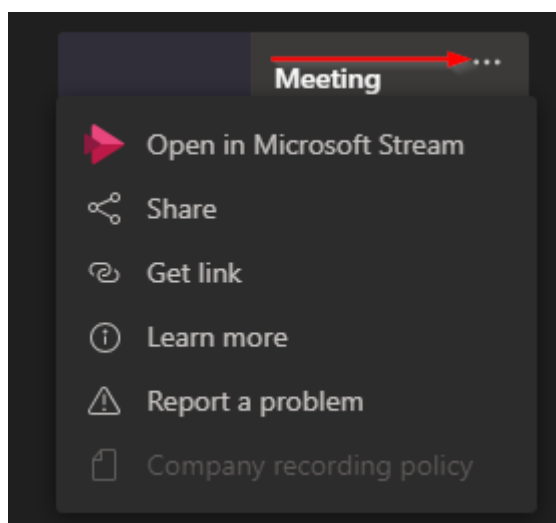 Meeting
Open in Microsoft Stream
Share
Get link
Learn more
Report a problem
Company recording policy